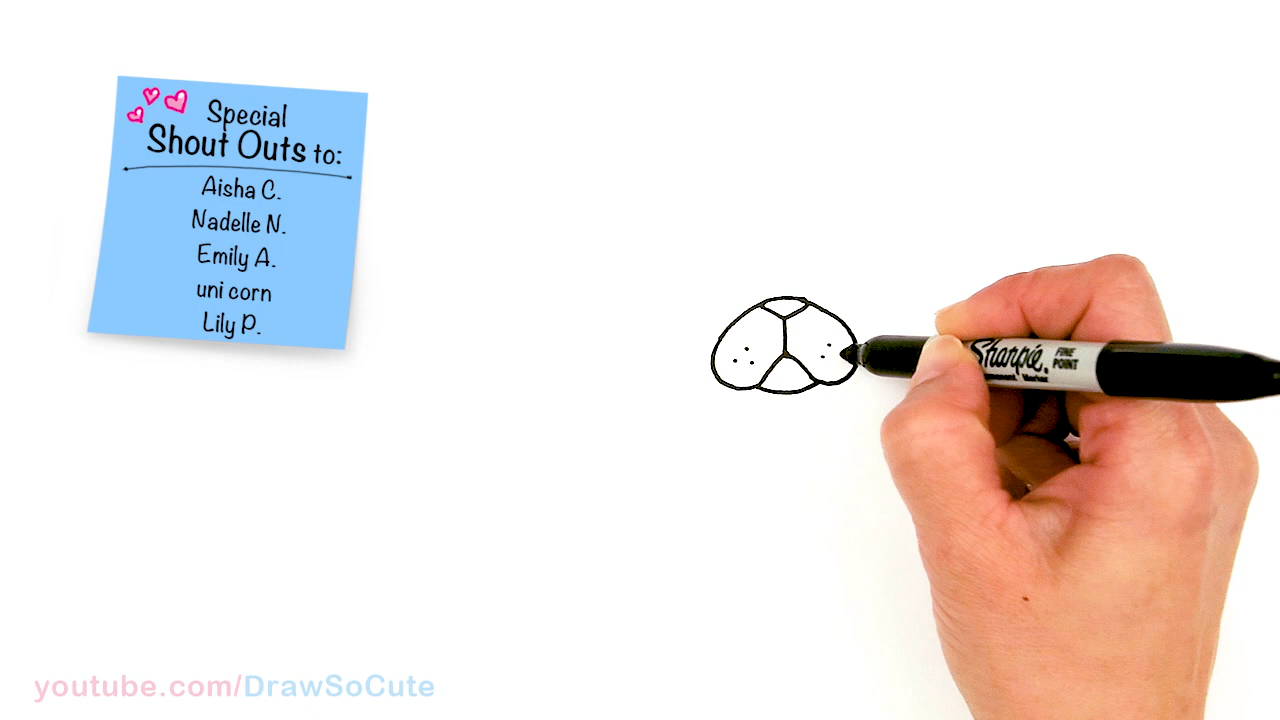 Special
Shout Outs to:
Aisha C.
Nadelle N.
Emily A.
uni corn
Lily P.
Sharpie.
FINE
POINT
youtube.com/DrawSoCute